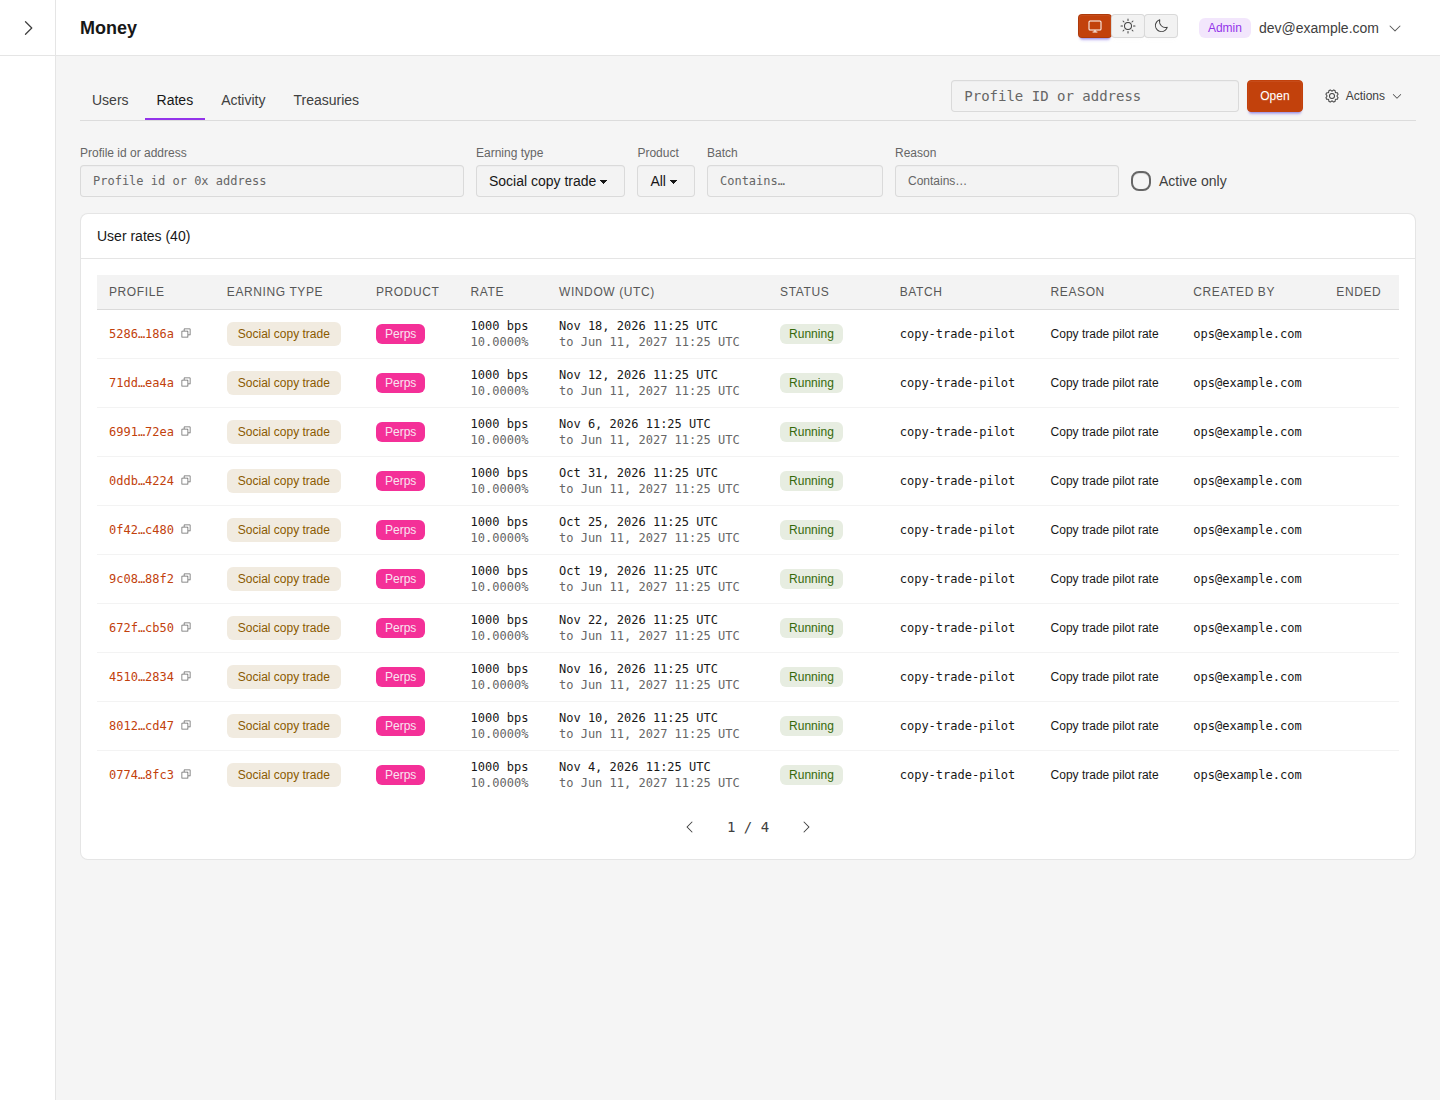 Money
Admin dev@example.com
Users Rates Activity Treasuries Profile ID or address Open Actions
Profile id or address Earning type Product Batch Reason
Profile id or 0x address Social copy trade All Contains… Contains… Active only
User rates (40)
PROFILE EARNING TYPE PRODUCT RATE WINDOW (UTC) STATUS BATCH REASON CREATED BY ENDED
5286…186a Social copy trade Perps 1000 bps Nov 18, 2026 11:25 UTC Running copy-trade-pilot Copy trade pilot rate ops@example.com
10.0000% to Jun 11, 2027 11:25 UTC
71dd…ea4a Social copy trade Perps 1000 bps Nov 12, 2026 11:25 UTC Running copy-trade-pilot Copy trade pilot rate ops@example.com
10.0000% to Jun 11, 2027 11:25 UTC
6991…72ea Social copy trade Perps 1000 bps Nov 6, 2026 11:25 UTC Running copy-trade-pilot Copy trade pilot rate ops@example.com
10.0000% to Jun 11, 2027 11:25 UTC
0ddb…4224 Social copy trade Perps 1000 bps Oct 31, 2026 11:25 UTC Running copy-trade-pilot Copy trade pilot rate ops@example.com
10.0000% to Jun 11, 2027 11:25 UTC
0f42…c480 Social copy trade Perps 1000 bps Oct 25, 2026 11:25 UTC Running copy-trade-pilot Copy trade pilot rate ops@example.com
10.0000% to Jun 11, 2027 11:25 UTC
9c08…88f2 Social copy trade Perps 1000 bps Oct 19, 2026 11:25 UTC Running copy-trade-pilot Copy trade pilot rate ops@example.com
10.0000% to Jun 11, 2027 11:25 UTC
672f…cb50 Social copy trade Perps 1000 bps Nov 22, 2026 11:25 UTC Running copy-trade-pilot Copy trade pilot rate ops@example.com
10.0000% to Jun 11, 2027 11:25 UTC
4510…2834 Social copy trade Perps 1000 bps Nov 16, 2026 11:25 UTC Running copy-trade-pilot Copy trade pilot rate ops@example.com
10.0000% to Jun 11, 2027 11:25 UTC
8012…cd47 Social copy trade Perps 1000 bps Nov 10, 2026 11:25 UTC Running copy-trade-pilot Copy trade pilot rate ops@example.com
10.0000% to Jun 11, 2027 11:25 UTC
0774…8fc3 Social copy trade Perps 1000 bps Nov 4, 2026 11:25 UTC Running copy-trade-pilot Copy trade pilot rate ops@example.com
10.0000% to Jun 11, 2027 11:25 UTC
1 / 4